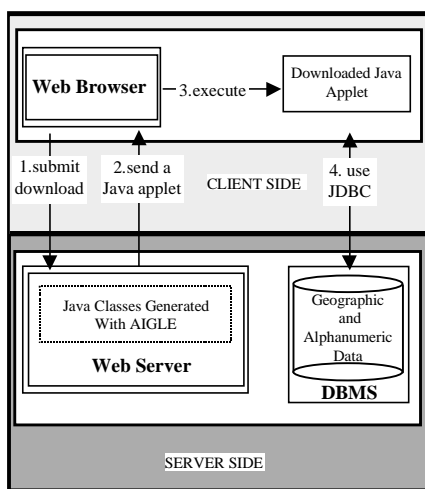 Web Browser
3.execute
Downloaded Java
Applet
1.submit
download
2.send a
Java applet
CLIENT SIDE
4. use
JDBC
Java Classes Generated
With AIGLE
Web Server
Geographic
and
Alphanumeric
Data
DBMS
SERVER SIDE